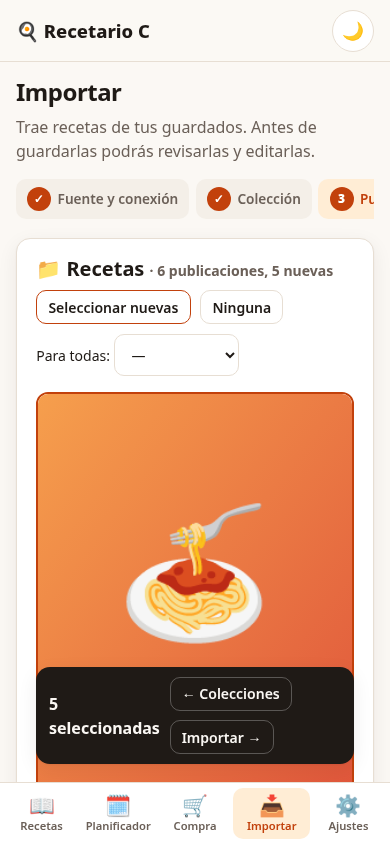 Recetario C
Importar
Trae recetas de tus guardados. Antes de
guardarlas podrás revisarlas y editarlas.
✓ Fuente y conexión ✓ Colección 3 Pu
Recetas · 6 publicaciones, 5 nuevas
Seleccionar nuevas Ninguna
Para todas: —
5
seleccionadas
← Colecciones
Importar →
Recetas Planificador Compra Importar Ajustes